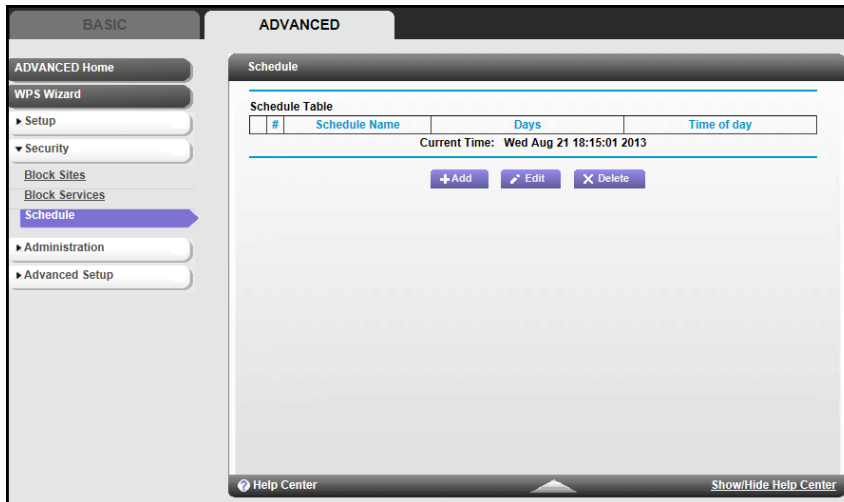 BASIC
ADVANCED
ADVANCED Home
WPS Wizard
Setup
Security
Block Sites
Block Services
Schedule
Administration
Advanced Setup
Schedule
Schedule Table
# Schedule Name Days Time of day
Current Time: Wed Aug 21 18:15:01 2013
+Add Edit X Delete
? Help Center
Show/Hide Help Center